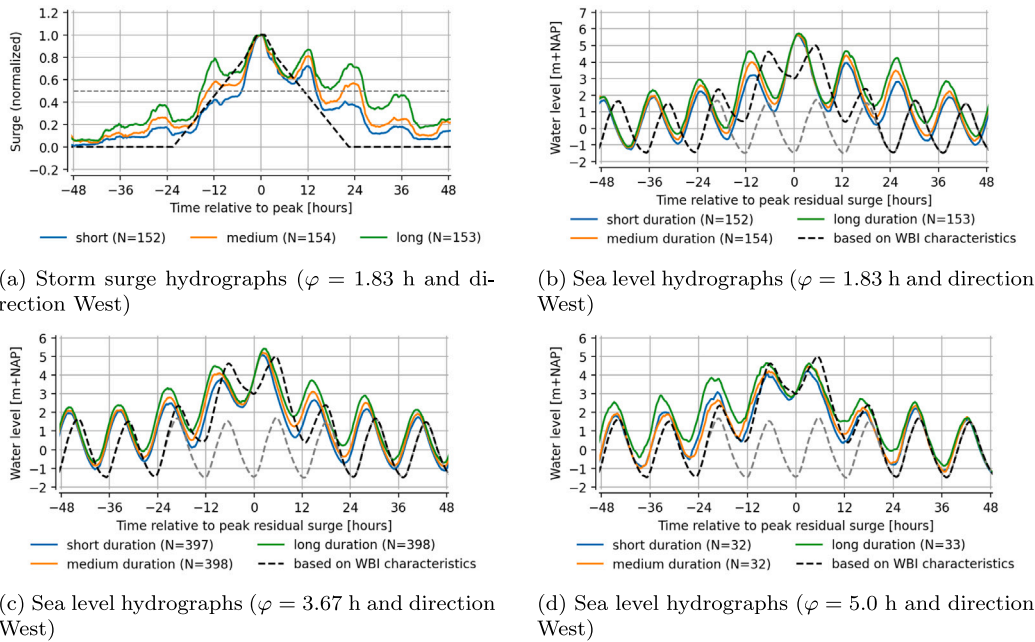 1.2
1.0
0.8
0.6
0.4
0.2
0.0
−0.2
Surge (normalized)
−48 −36 −24 −12 0 12 24 36 48
Time relative to peak [hours]
short (N=152) medium (N=154) long (N=153)
(a) Storm surge hydrographs (φ = 1.83 h and di-
rection West)
7
6
5
4
3
2
1
0
−1
−2
Water level [m+NAP]
−48 −36 −24 −12 0 12 24 36 48
Time relative to peak residual surge [hours]
short duration (N=152) long duration (N=153)
medium duration (N=154) based on WBI characteristics
(b) Sea level hydrographs (φ = 1.83 h and direction
West)
6
5
4
3
2
1
0
−1
−2
Water level [m+NAP]
−48 −36 −24 −12 0 12 24 36 48
Time relative to peak residual surge [hours]
short duration (N=397) long duration (N=398)
medium duration (N=398) based on WBI characteristics
(c) Sea level hydrographs (φ = 3.67 h and direction
West)
6
5
4
3
2
1
0
−1
−2
Water level [m+NAP]
−48 −36 −24 −12 0 12 24 36 48
Time relative to peak residual surge [hours]
short duration (N=32) long duration (N=33)
medium duration (N=32) based on WBI characteristics
(d) Sea level hydrographs (φ = 5.0 h and direction
West)